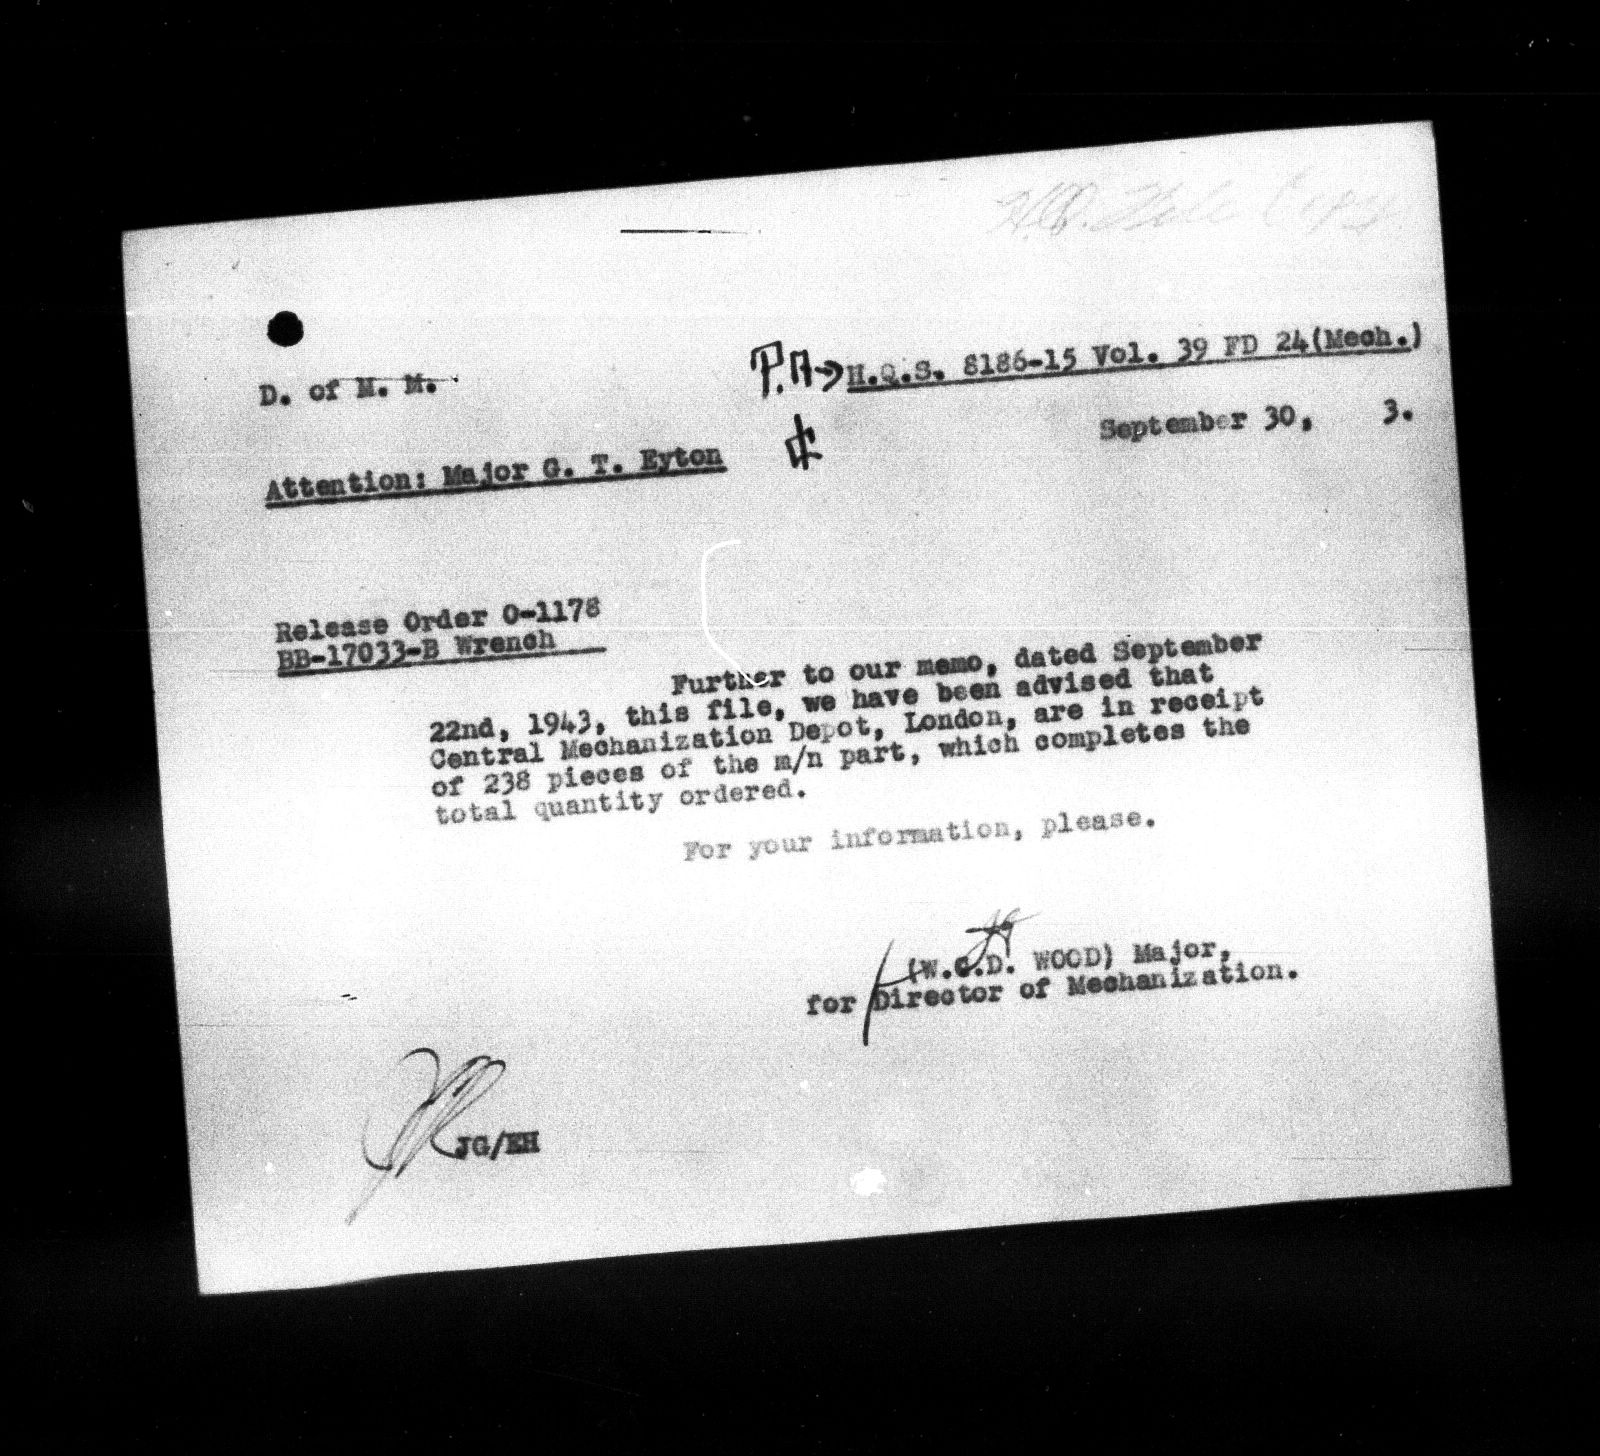 H.Q. File Copy
P.A→ H.Q.S. 8186-15 Vol. 39 FD 24(Mech.)
D. of M. M.
September 30, 3.
Attention: Major G. T. Eyton
Release Order O-1178
BB-17033-B Wrench
Further to our memo, dated September
22nd, 1943, this file, we have been advised that
Central Mechanization Depot, London, are in receipt
of 238 pieces of the m/n part, which completes the
total quantity ordered.
For your information, please.
(W.G.D. WOOD) Major,
for Director of Mechanization.
JG/EH